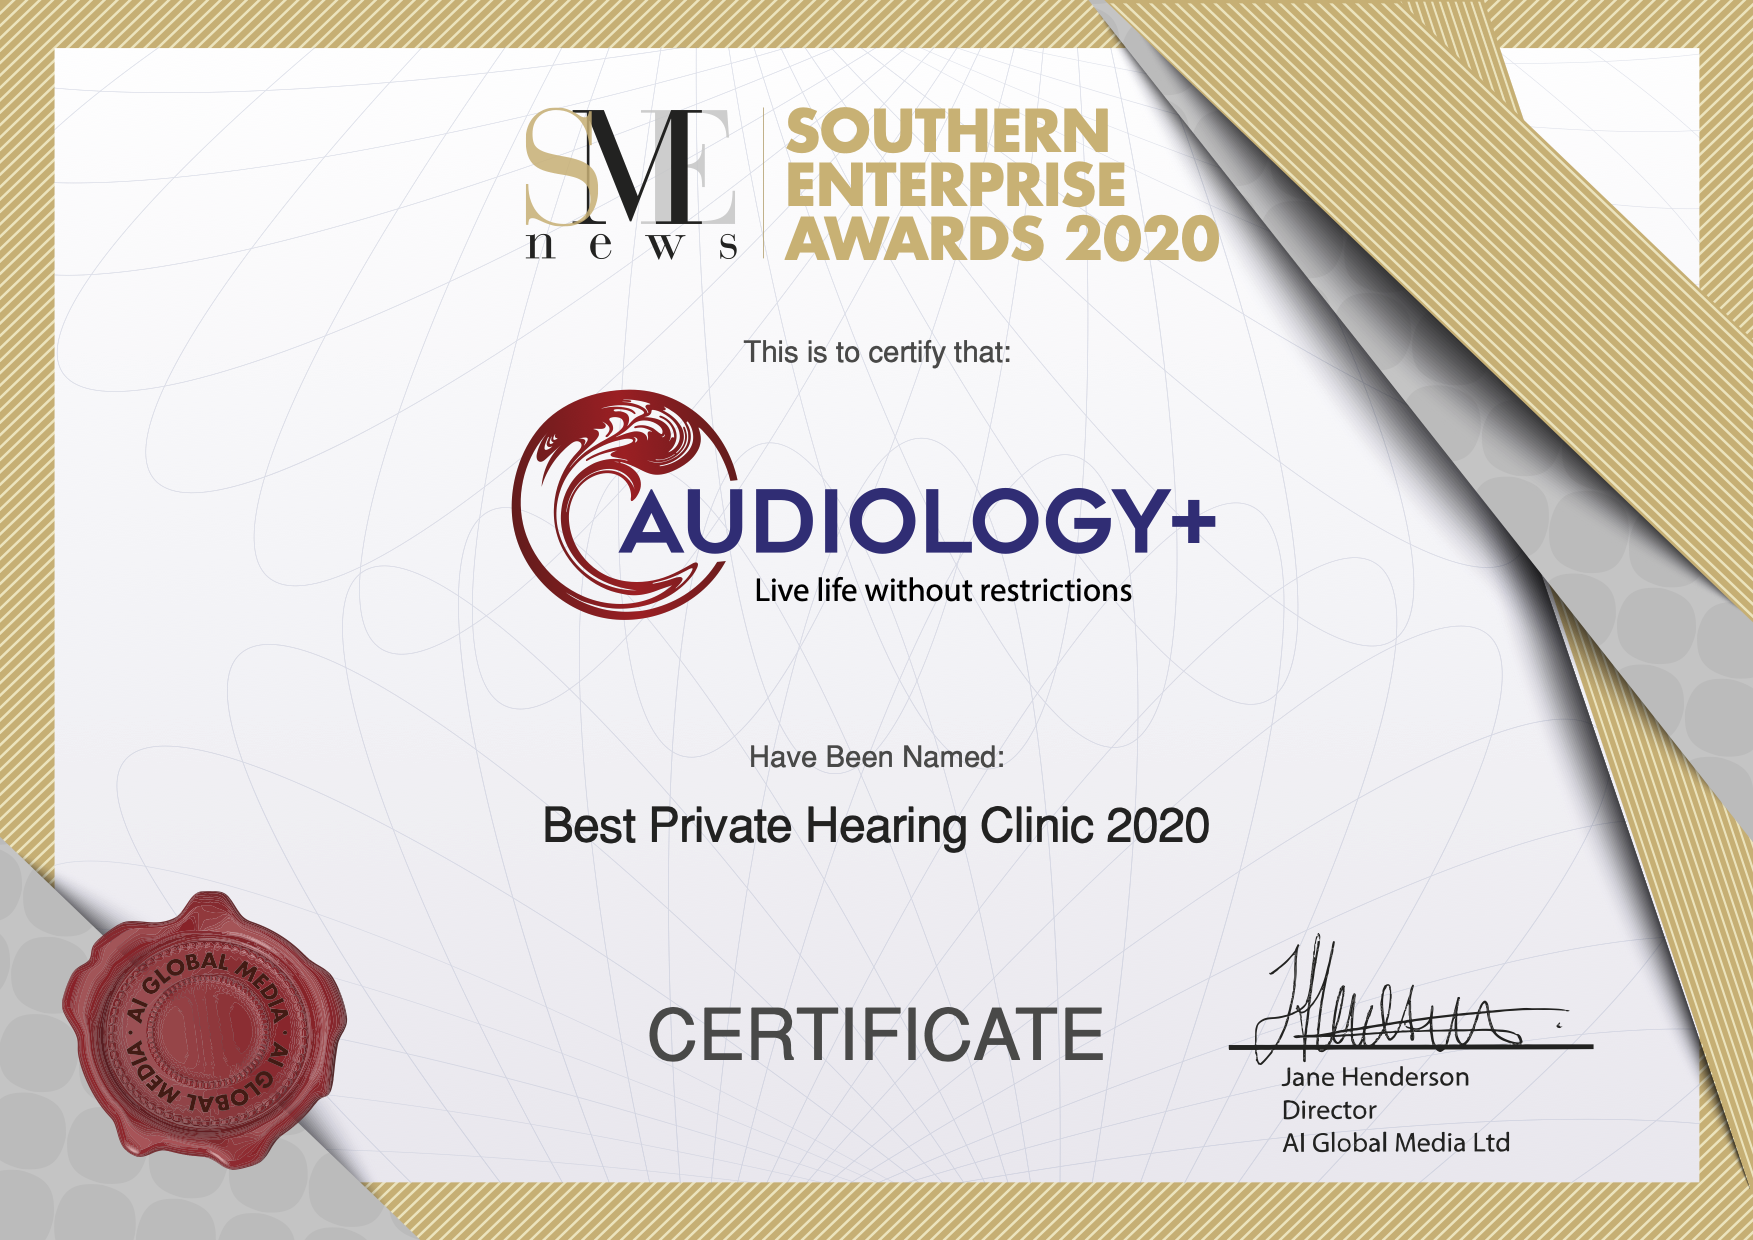 SME
news
SOUTHERN
ENTERPRISE
AWARDS 2020
This is to certify that:
AUDIOLOGY+
Live life without restrictions
Have Been Named:
Best Private Hearing Clinic 2020
CERTIFICATE
AI GLOBAL MEDIA · AI GLOBAL MEDIA ·
Henderson
Jane Henderson
Director
AI Global Media Ltd